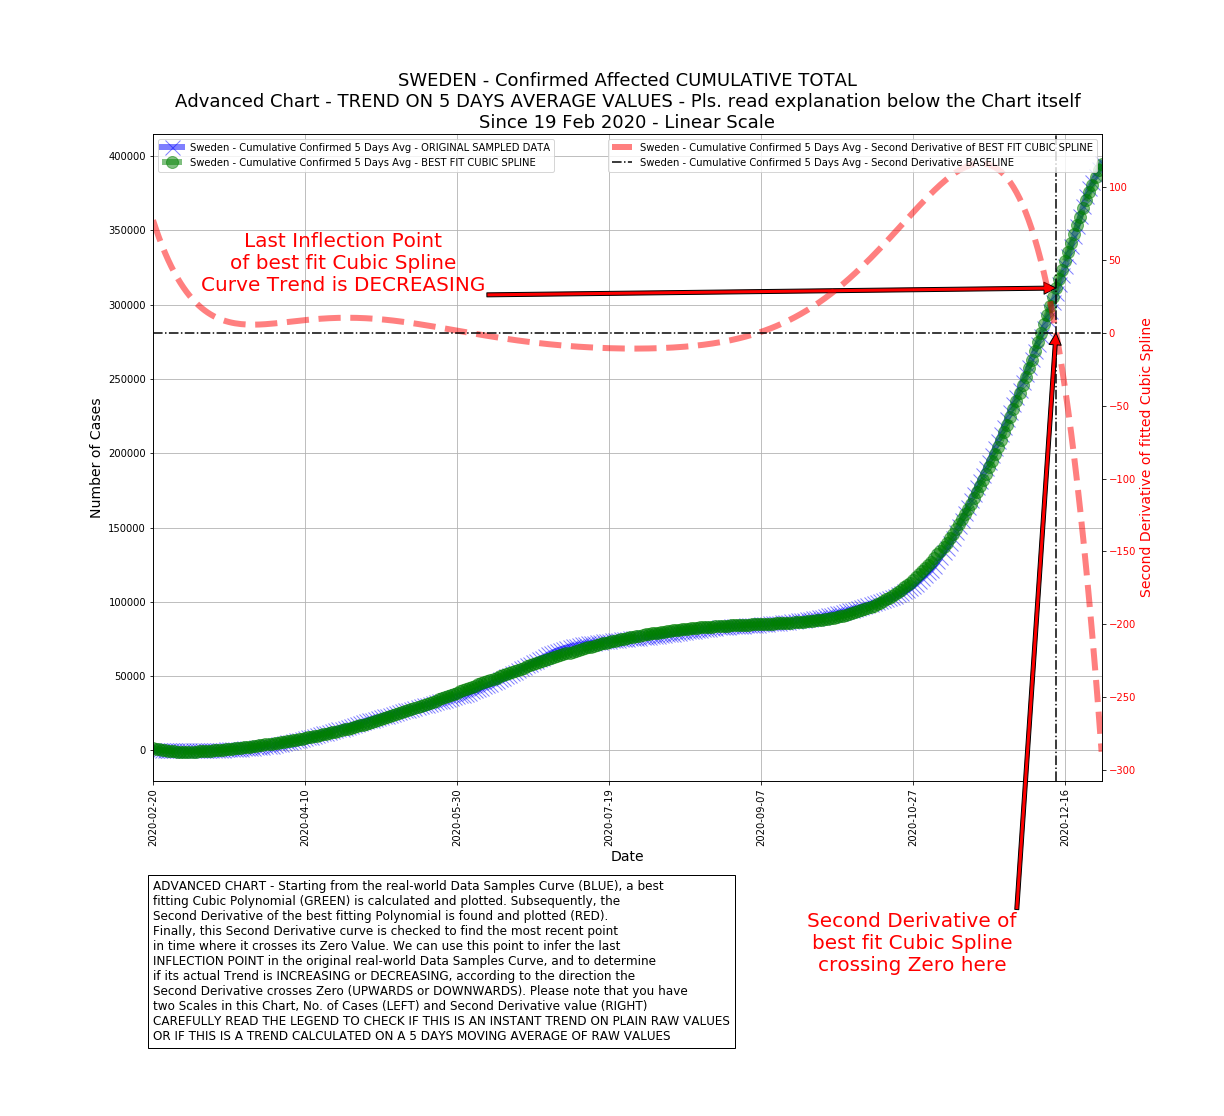 SWEDEN - Confirmed Affected CUMULATIVE TOTAL
Advanced Chart - TREND ON 5 DAYS AVERAGE VALUES - Pls. read explanation below the Chart itself
Since 19 Feb 2020 - Linear Scale
Sweden - Cumulative Confirmed 5 Days Avg - ORIGINAL SAMPLED DATA
Sweden - Cumulative Confirmed 5 Days Avg - BEST FIT CUBIC SPLINE
Sweden - Cumulative Confirmed 5 Days Avg - Second Derivative of BEST FIT CUBIC SPLINE
Sweden - Cumulative Confirmed 5 Days Avg - Second Derivative BASELINE
Last Inflection Point
of best fit Cubic Spline
Curve Trend is DECREASING
Number of Cases
400000
350000
300000
250000
200000
150000
100000
50000
0
100
50
0
−50
−100
−150
−200
−250
−300
Second Derivative of fitted Cubic Spline
2020-02-20
2020-04-10
2020-05-30
2020-07-19
2020-09-07
2020-10-27
2020-12-16
Date
ADVANCED CHART - Starting from the real-world Data Samples Curve (BLUE), a best
fitting Cubic Polynomial (GREEN) is calculated and plotted. Subsequently, the
Second Derivative of the best fitting Polynomial is found and plotted (RED).
Finally, this Second Derivative curve is checked to find the most recent point
in time where it crosses its Zero Value. We can use this point to infer the last
INFLECTION POINT in the original real-world Data Samples Curve, and to determine
if its actual Trend is INCREASING or DECREASING, according to the direction the
Second Derivative crosses Zero (UPWARDS or DOWNWARDS). Please note that you have
two Scales in this Chart, No. of Cases (LEFT) and Second Derivative value (RIGHT)
CAREFULLY READ THE LEGEND TO CHECK IF THIS IS AN INSTANT TREND ON PLAIN RAW VALUES
OR IF THIS IS A TREND CALCULATED ON A 5 DAYS MOVING AVERAGE OF RAW VALUES
Second Derivative of
best fit Cubic Spline
crossing Zero here